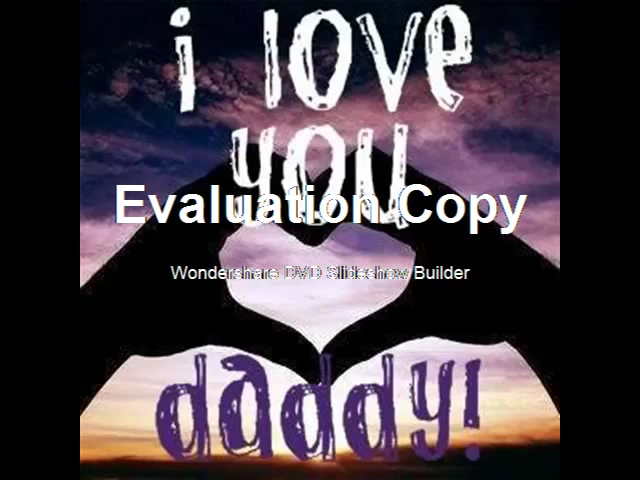 i love
you
Evaluation Copy
Wondershare DVD Slideshow Builder
daddy!